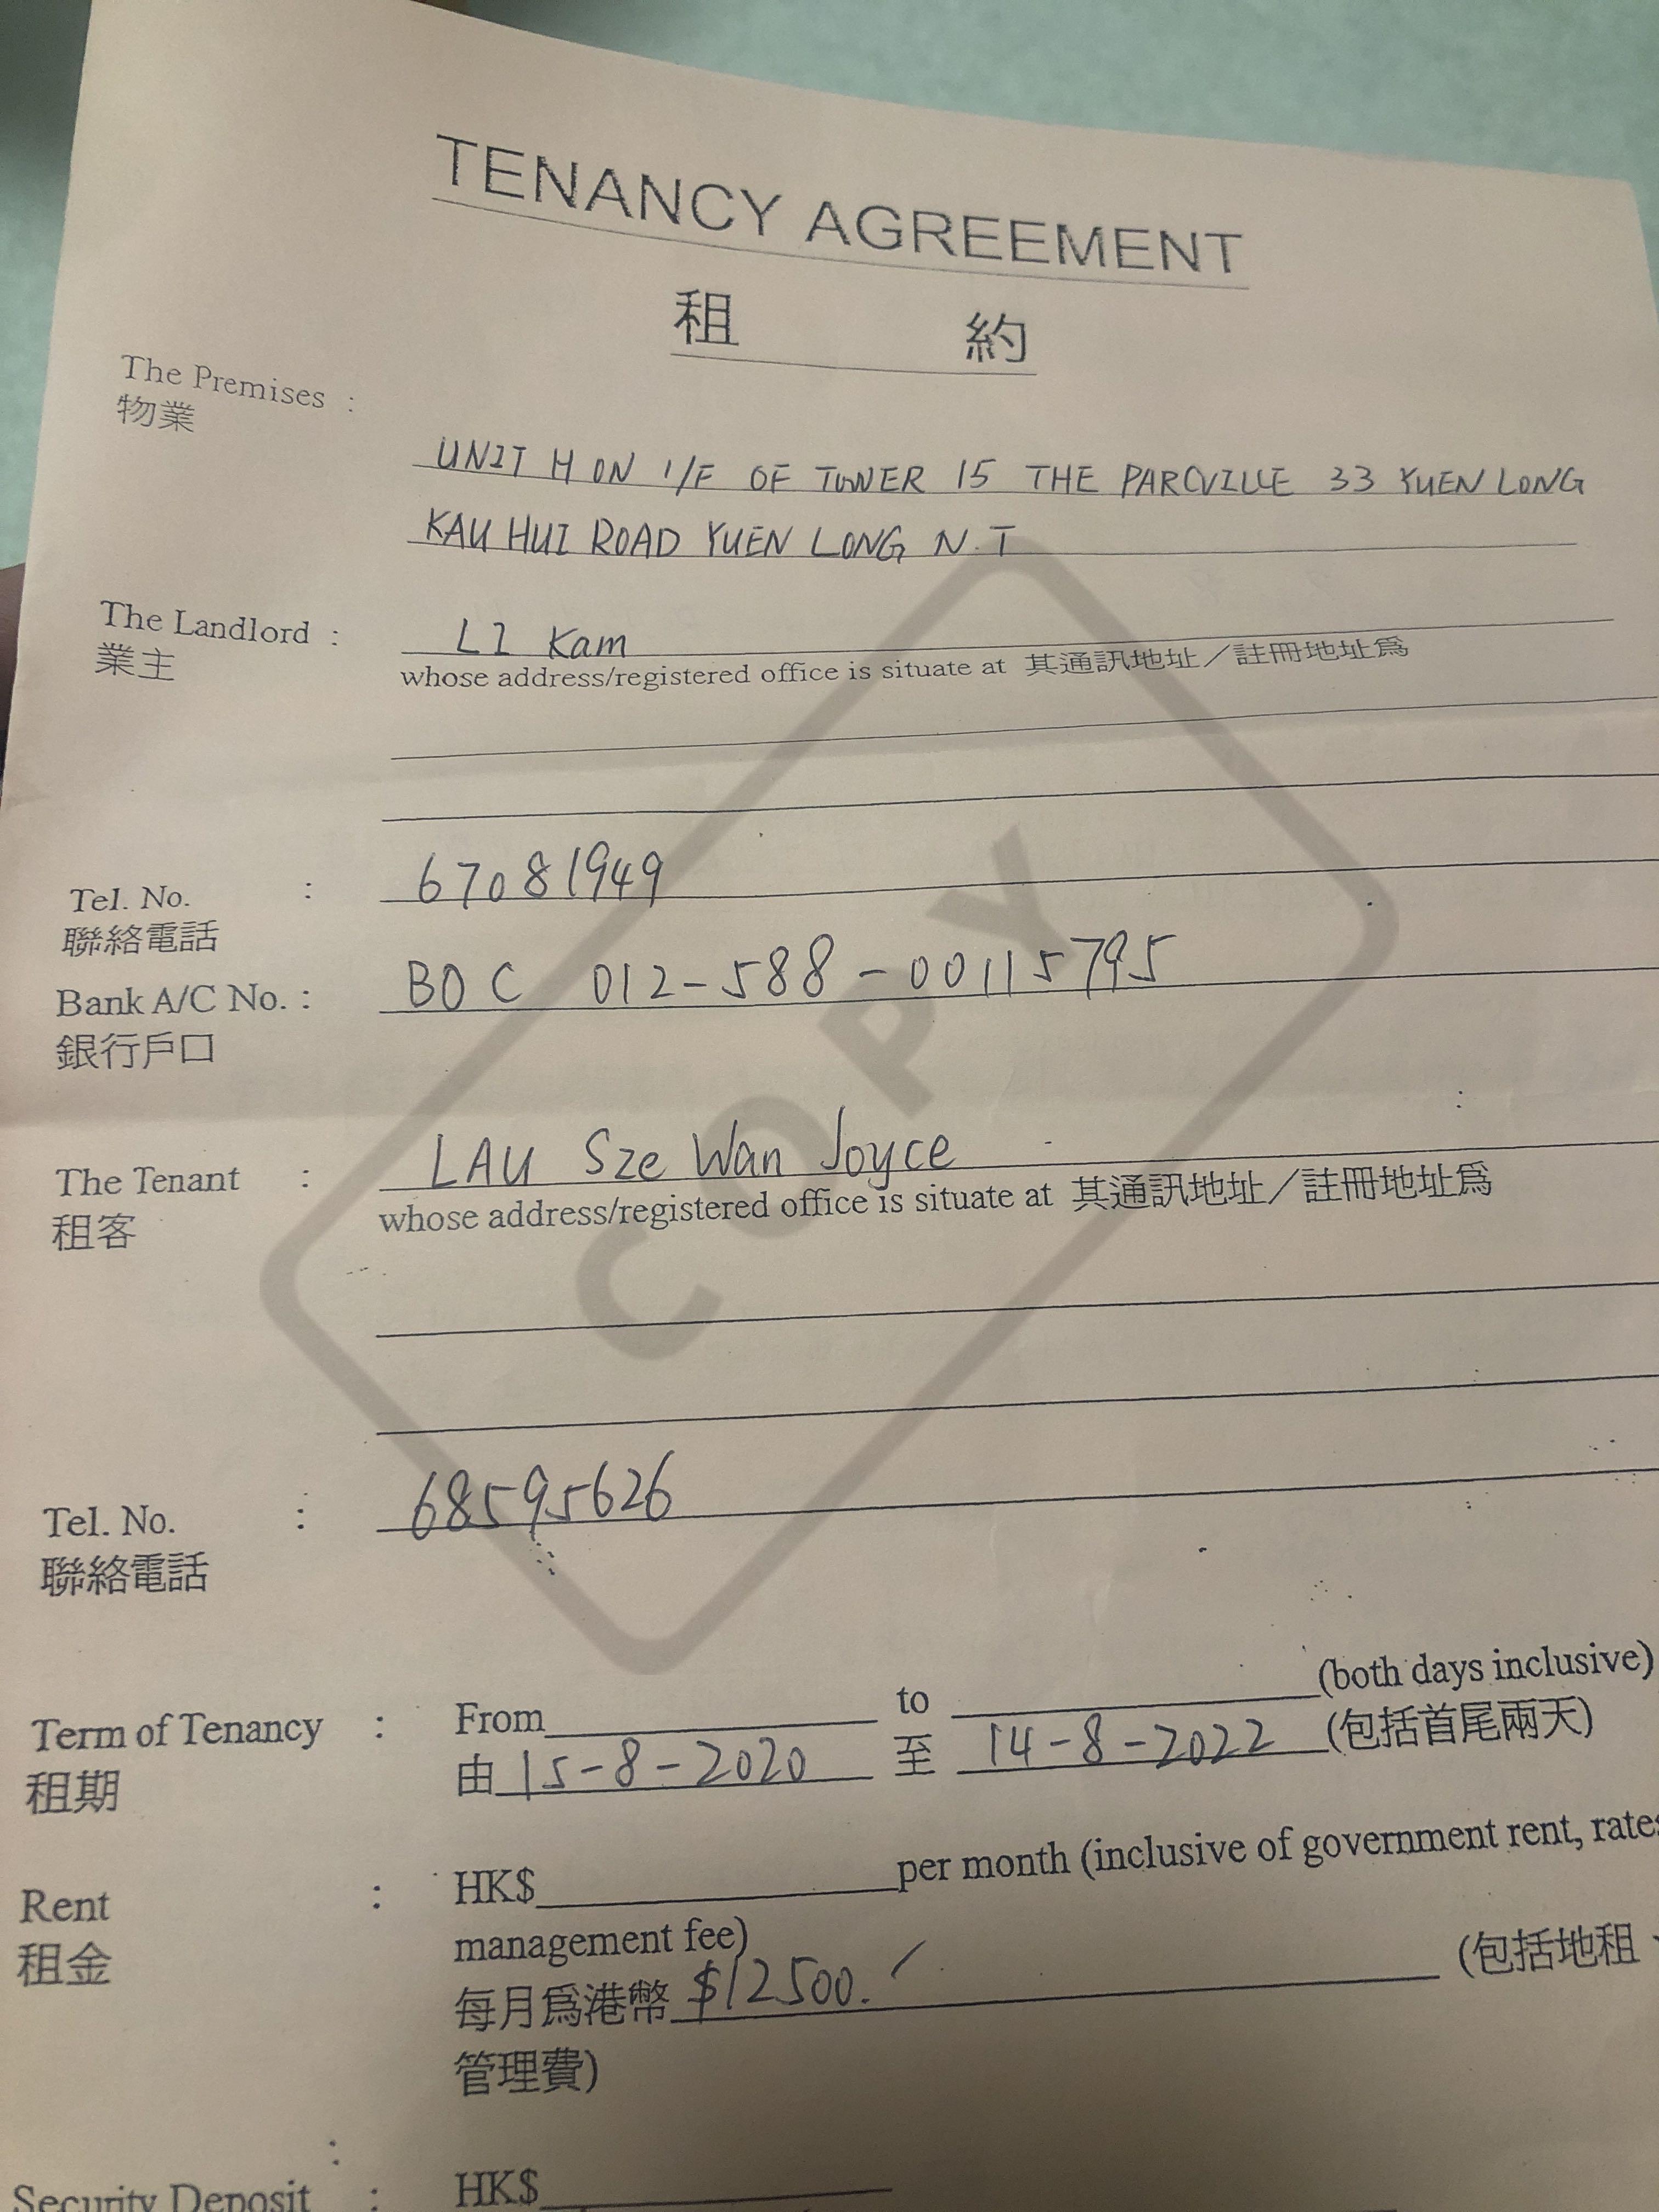 TENANCY AGREEMENT
租 約
The Premises :
物業
UNIT H ON 1/F OF TOWER 15 THE PARCVILLE 33 YUEN LONG
KAU HUI ROAD YUEN LONG N.T
The Landlord : LI Kam
業主
whose address/registered office is situate at 其通訊地址／註冊地址爲
Tel. No. : 67081949
聯絡電話
Bank A/C No. : BOC 012-588-00115795
銀行戶口
The Tenant : LAU Sze Wan Joyce
租客
whose address/registered office is situate at 其通訊地址／註冊地址爲
COPY
Tel. No. : 68595626
聯絡電話
Term of Tenancy : From to (both days inclusive)
租期 由 15-8-2020 至 14-8-2022 (包括首尾兩天)
Rent : HK$ per month (inclusive of government rent, rates
租金 management fee)
每月爲港幣 $12500. (包括地租、
管理費)
:
Security Deposit : HK$